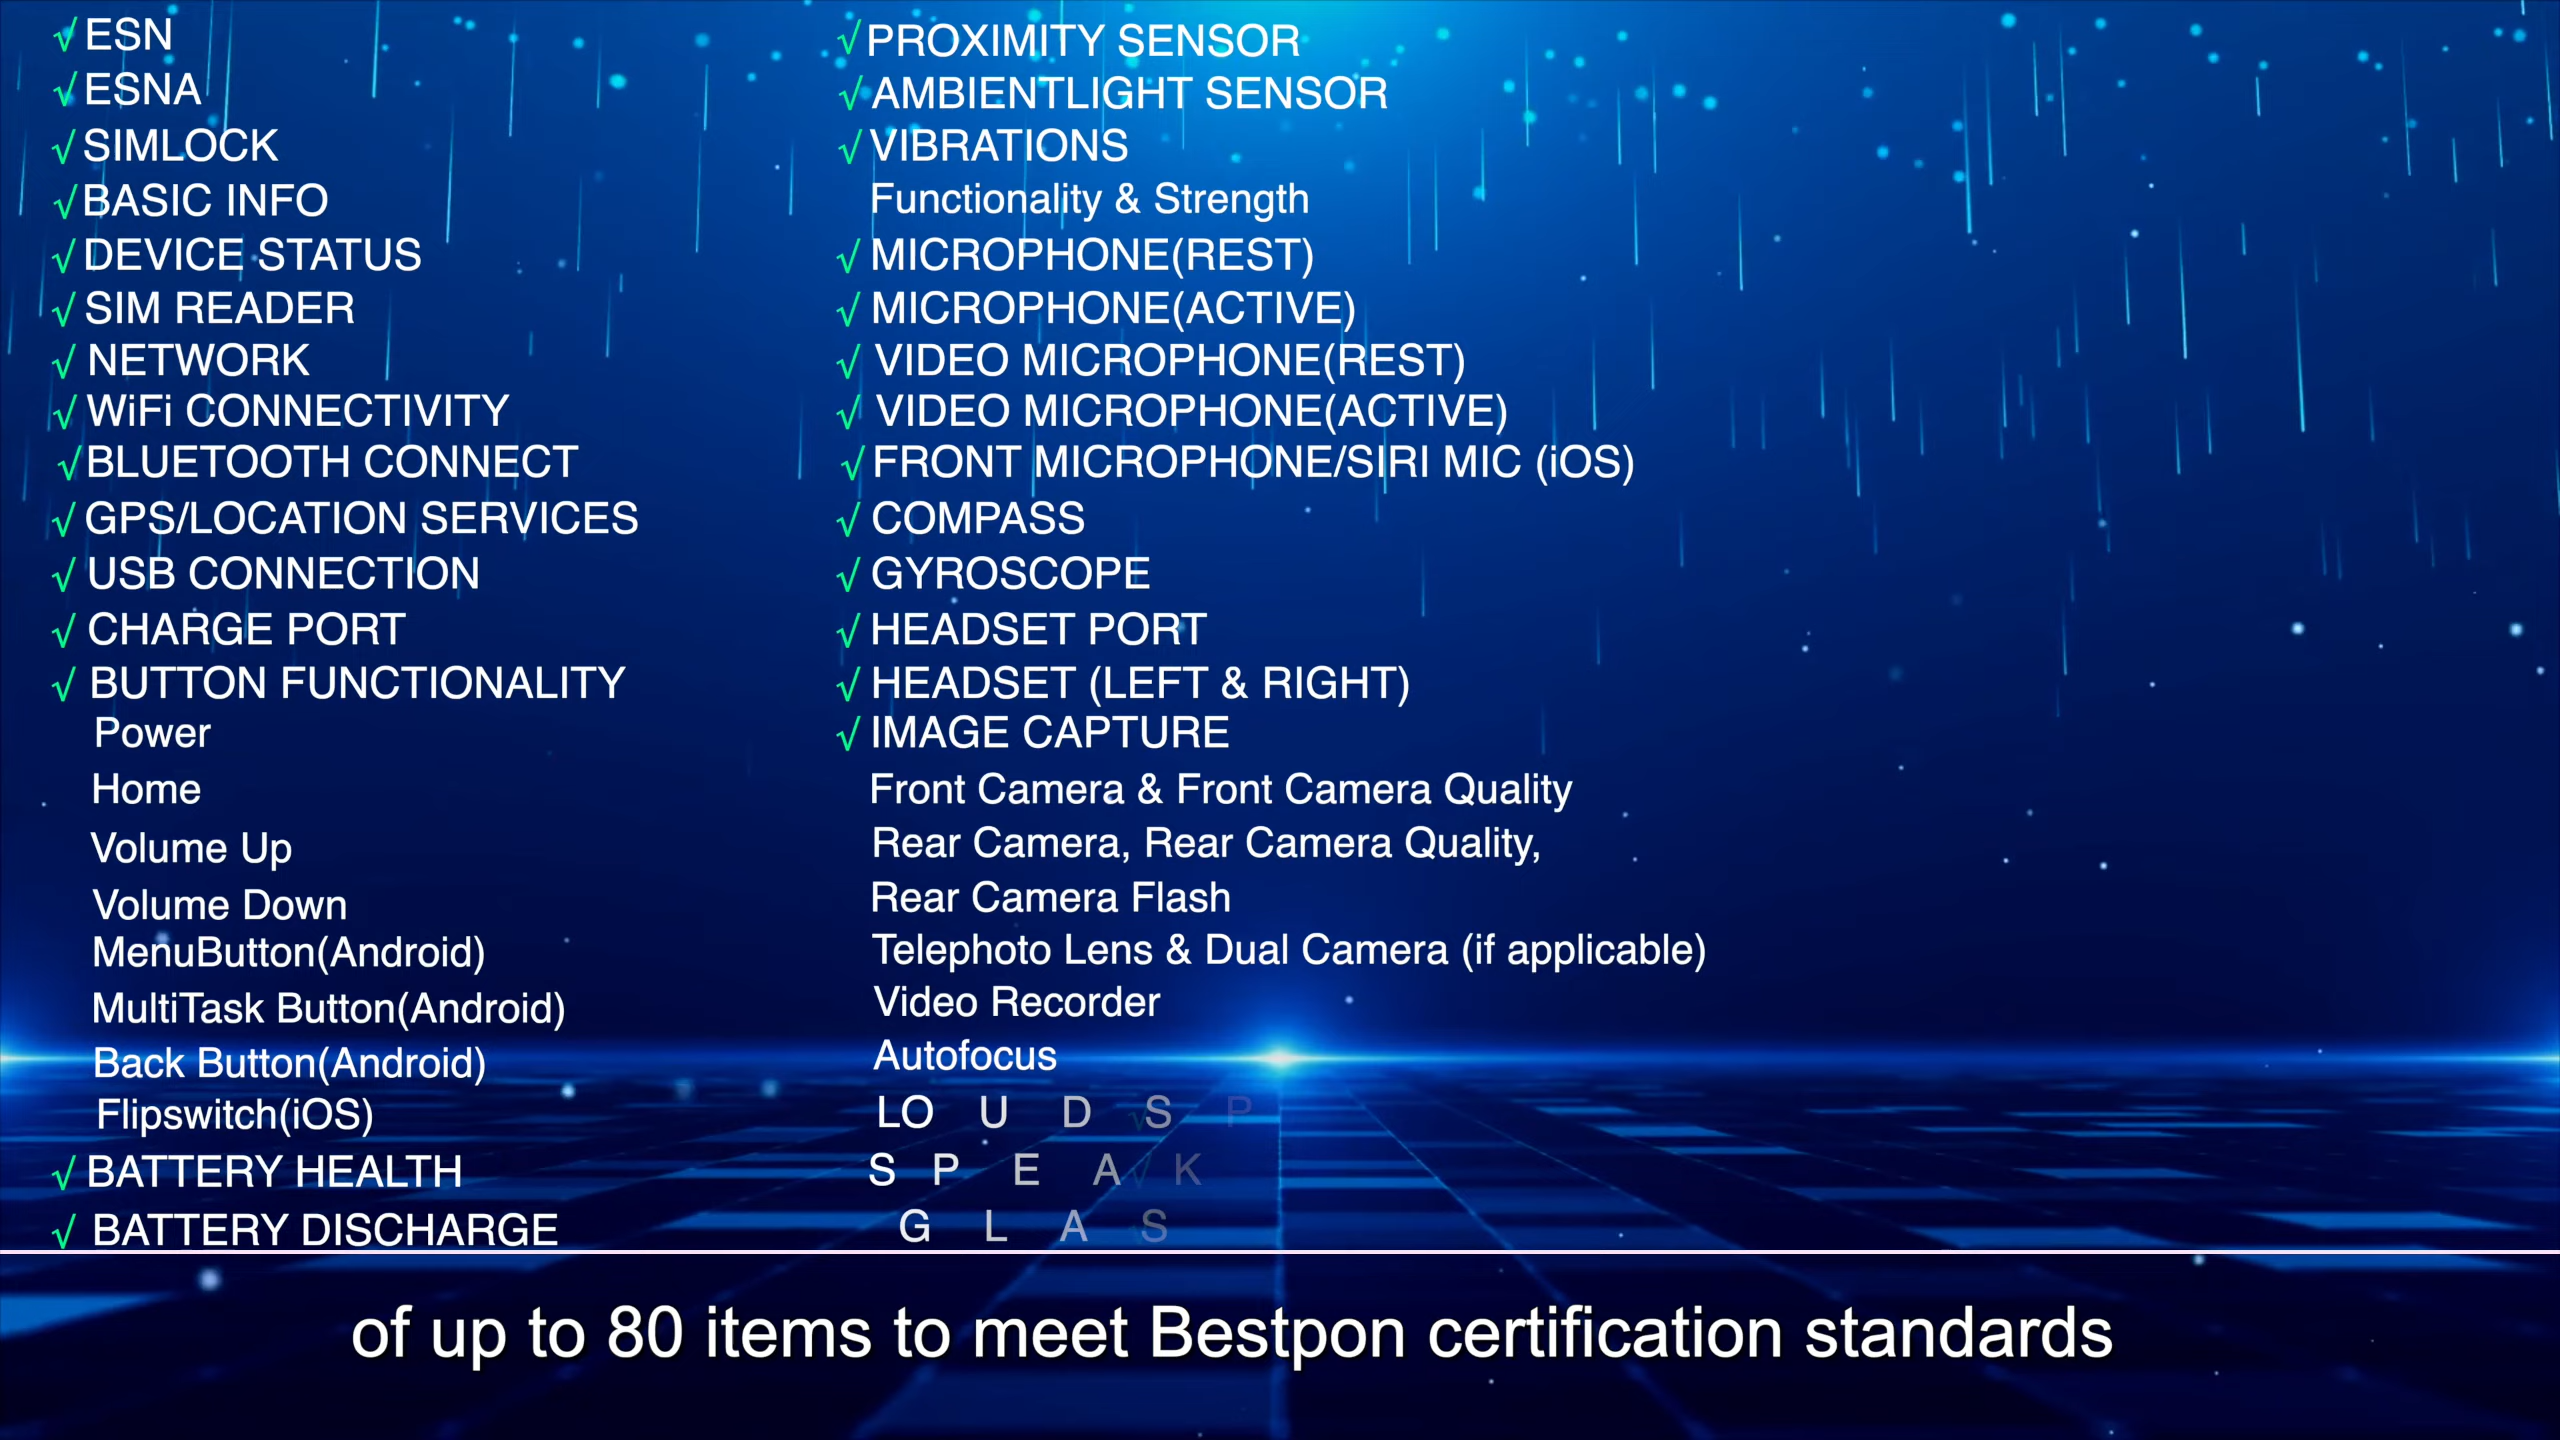 √ ESN
√ ESNA
√ SIMLOCK
√ BASIC INFO
√ DEVICE STATUS
√ SIM READER
√ NETWORK
√ WiFi CONNECTIVITY
√ BLUETOOTH CONNECT
√ GPS/LOCATION SERVICES
√ USB CONNECTION
√ CHARGE PORT
√ BUTTON FUNCTIONALITY
Power
Home
Volume Up
Volume Down
MenuButton(Android)
MultiTask Button(Android)
Back Button(Android)
Flipswitch(iOS)
√ BATTERY HEALTH
√ BATTERY DISCHARGE
√ PROXIMITY SENSOR
√ AMBIENTLIGHT SENSOR
√ VIBRATIONS
Functionality & Strength
√ MICROPHONE(REST)
√ MICROPHONE(ACTIVE)
√ VIDEO MICROPHONE(REST)
√ VIDEO MICROPHONE(ACTIVE)
√ FRONT MICROPHONE/SIRI MIC (iOS)
√ COMPASS
√ GYROSCOPE
√ HEADSET PORT
√ HEADSET (LEFT & RIGHT)
√ IMAGE CAPTURE
Front Camera & Front Camera Quality
Rear Camera, Rear Camera Quality,
Rear Camera Flash
Telephoto Lens & Dual Camera (if applicable)
Video Recorder
Autofocus
LOUDSP
SPEAK
GLAS
of up to 80 items to meet Bestpon certification standards